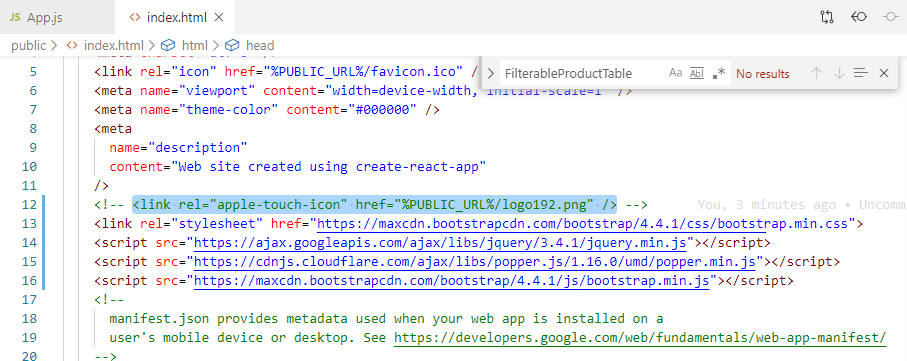 JS App.js
<> index.html ×
public > <> index.html > html > head
FilterableProductTable Aa Abl .* No results
5 <link rel="icon" href="%PUBLIC_URL%/favicon.ico" /
6 <meta name="viewport" content="width=device-width, initial-scale=1" />
7 <meta name="theme-color" content="#000000" />
8 <meta
9 name="description"
10 content="Web site created using create-react-app"
11 />
12 <!-- <link rel="apple-touch-icon" href="%PUBLIC_URL%/logo192.png" /> --> You, 3 minutes ago • Uncomm
13 <link rel="stylesheet" href="https://maxcdn.bootstrapcdn.com/bootstrap/4.4.1/css/bootstrap.min.css">
14 <script src="https://ajax.googleapis.com/ajax/libs/jquery/3.4.1/jquery.min.js"></script>
15 <script src="https://cdnjs.cloudflare.com/ajax/libs/popper.js/1.16.0/umd/popper.min.js"></script>
16 <script src="https://maxcdn.bootstrapcdn.com/bootstrap/4.4.1/js/bootstrap.min.js"></script>
17 <!--
18 manifest.json provides metadata used when your web app is installed on a
19 user's mobile device or desktop. See https://developers.google.com/web/fundamentals/web-app-manifest/
20 -->